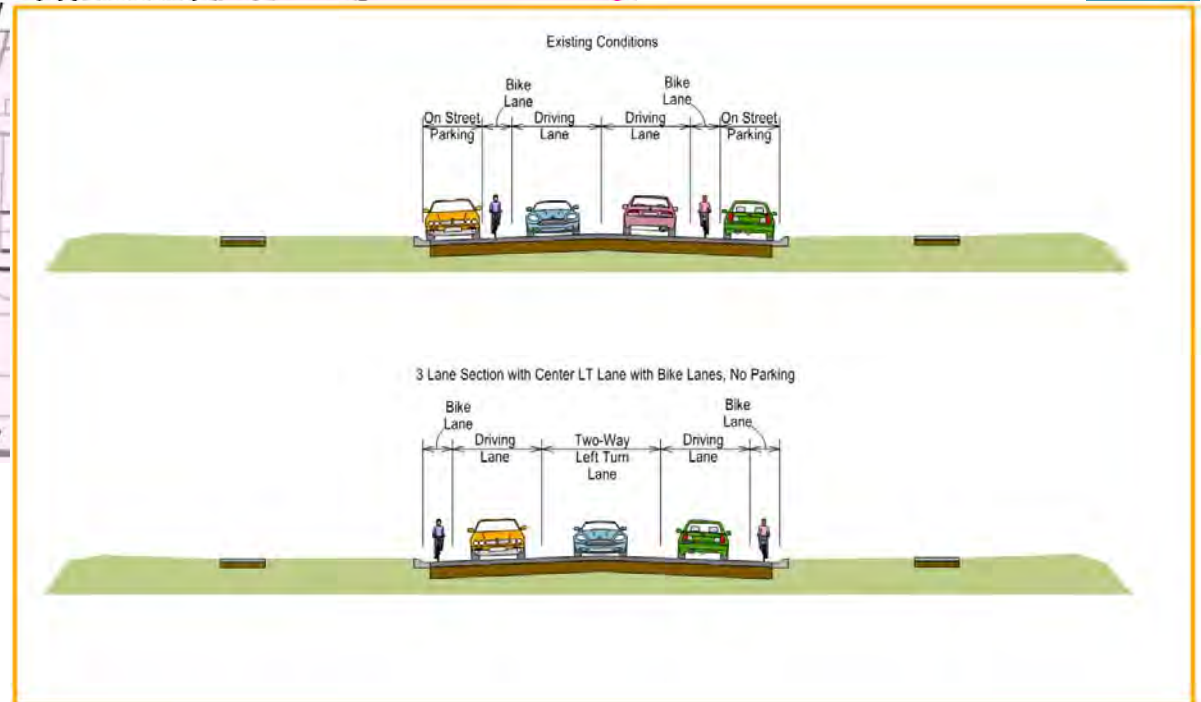 Existing Conditions
Bike
Lane
Bike
Lane
On Street
Parking
Driving
Lane
Driving
Lane
On Street
Parking
3 Lane Section with Center LT Lane with Bike Lanes, No Parking
Bike
Lane
Bike
Lane
Driving
Lane
Two-Way
Left Turn
Lane
Driving
Lane